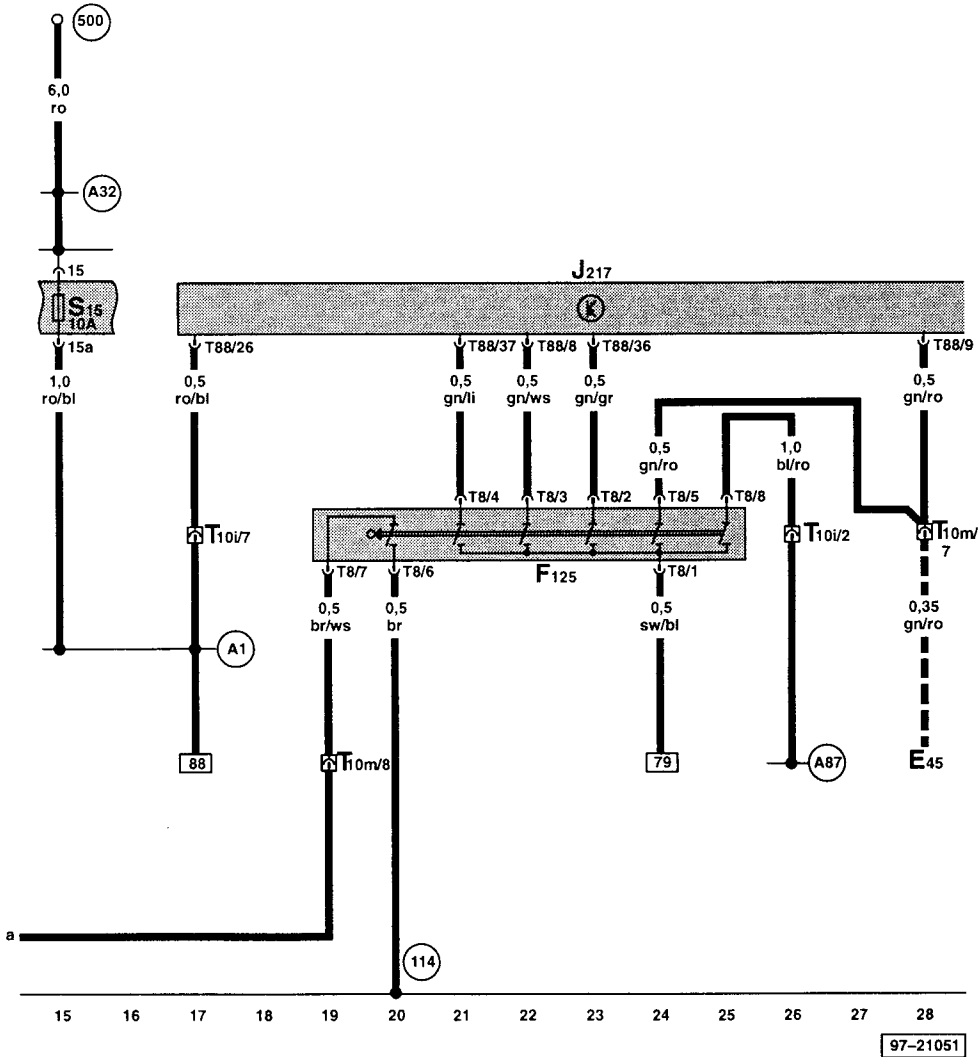 500
6,0
ro
A32
15
S15
10A
15a
J217
K
T88/26
T88/37
T88/8
T88/36
T88/9
1,0
ro/bl
0,5
ro/bl
0,5
gn/li
0,5
gn/ws
0,5
gn/gr
0,5
gn/ro
0,5
gn/ro
1,0
bl/ro
T8/4
T8/3
T8/2
T8/5
T8/8
T10i/7
T10i/2
T10m/
7
F125
T8/7
T8/6
T8/1
0,5
br/ws
0,5
br
0,5
sw/bl
0,35
gn/ro
A1
88
T10m/8
79
A87
E45
a
114
15 16 17 18 19 20 21 22 23 24 25 26 27 28
97-21051